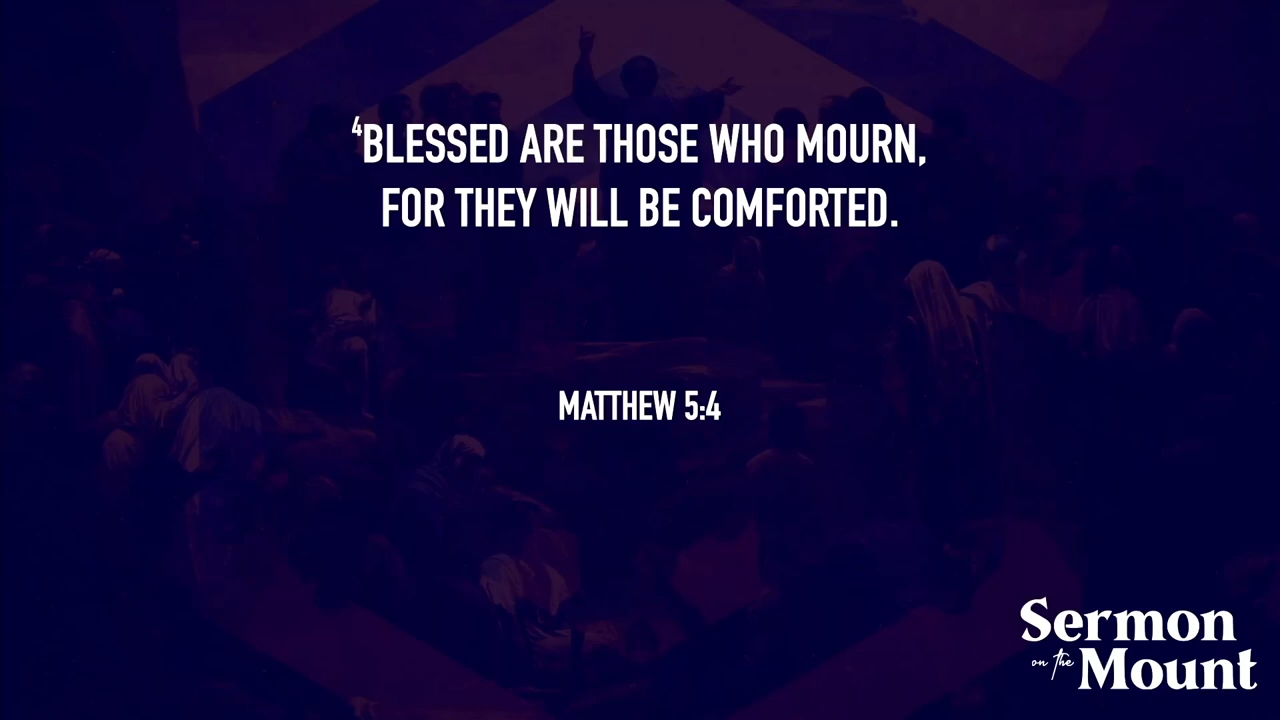 ⁴BLESSED ARE THOSE WHO MOURN,
FOR THEY WILL BE COMFORTED.
MATTHEW 5:4
Sermon
on the Mount